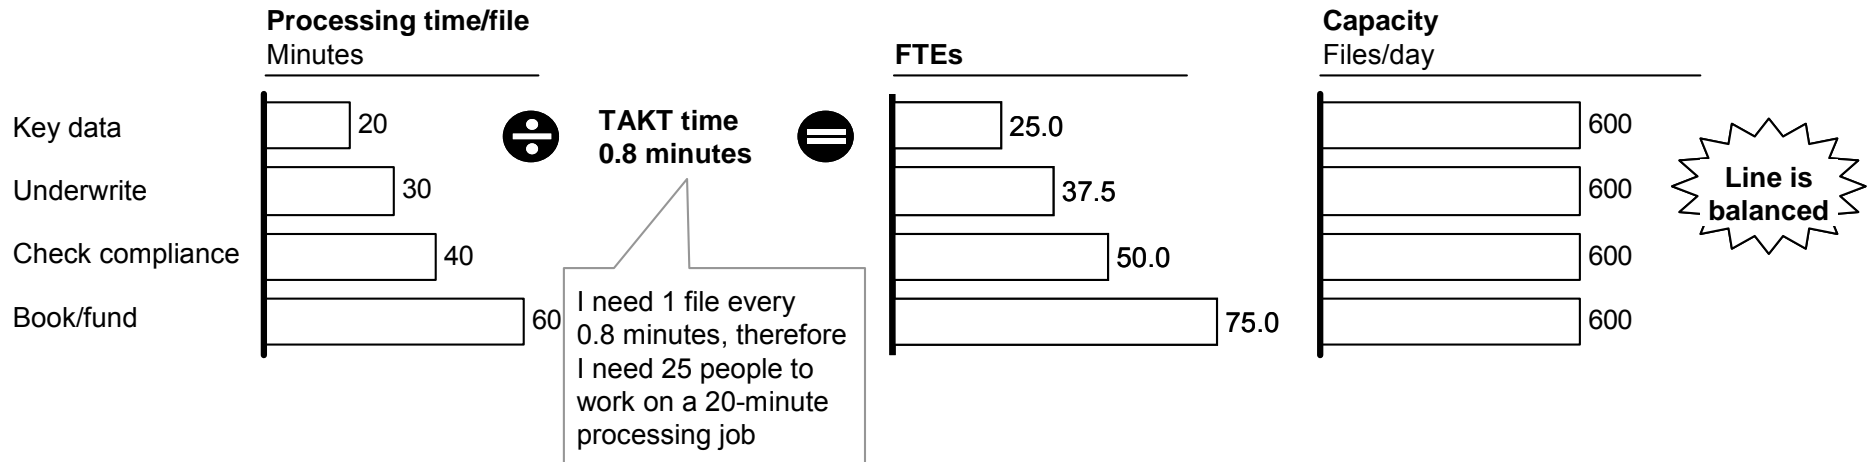 Processing time/file
Minutes
FTEs
Capacity
Files/day
Key data
20
TAKT time
0.8 minutes
25.0
600
Underwrite
30
37.5
600
Line is
balanced
Check compliance
40
50.0
600
Book/fund
60
75.0
600
I need 1 file every
0.8 minutes, therefore
I need 25 people to
work on a 20-minute
processing job